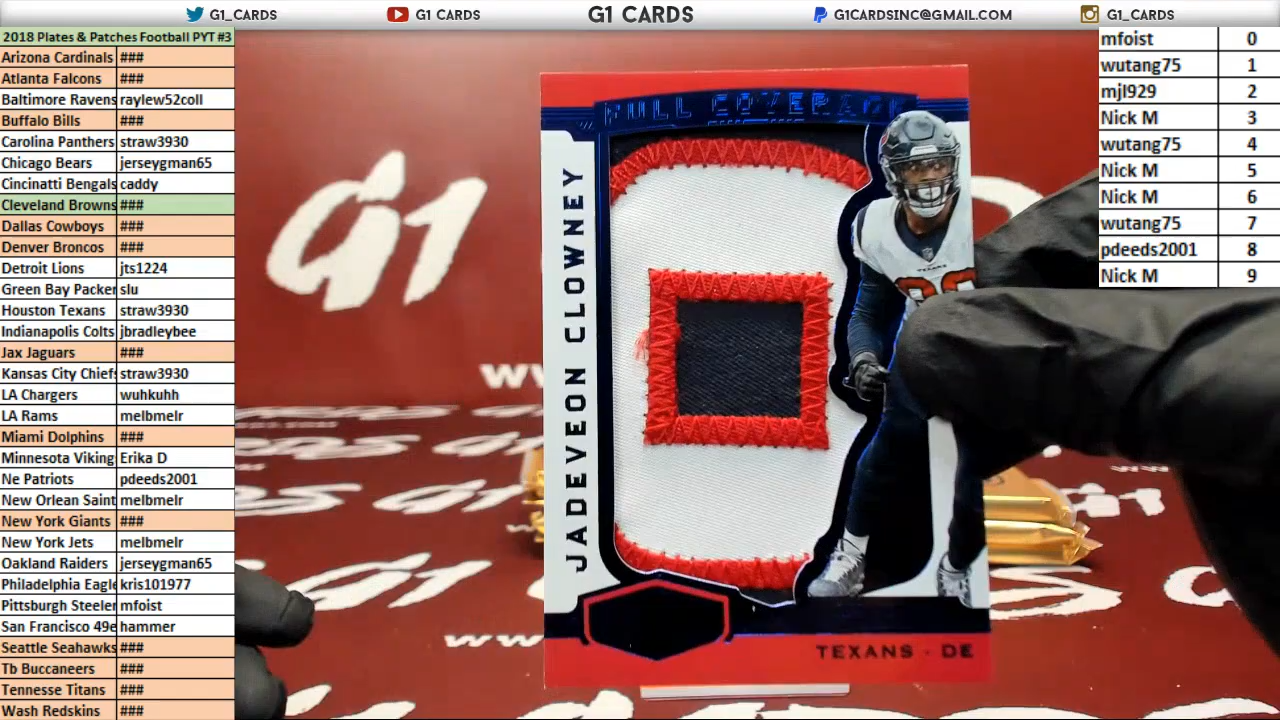 G1_CARDS
G1 CARDS
G1 CARDS
G1CARDSINC@GMAIL.COM
G1_CARDS
2018 Plates & Patches Football PYT #3
Arizona Cardinals ###
Atlanta Falcons ###
Baltimore Ravens raylew52coll
Buffalo Bills ###
Carolina Panthers straw3930
Chicago Bears jerseygman65
Cincinatti Bengals caddy
Cleveland Browns ###
Dallas Cowboys ###
Denver Broncos ###
Detroit Lions jts1224
Green Bay Packer slu
Houston Texans straw3930
Indianapolis Colts jbradleybee
Jax Jaguars ###
Kansas City Chiefs straw3930
LA Chargers wuhkuhh
LA Rams melbmelr
Miami Dolphins ###
Minnesota Viking Erika D
Ne Patriots pdeeds2001
New Orlean Saint melbmelr
New York Giants ###
New York Jets melbmelr
Oakland Raiders jerseygman65
Philadelphia Eagle kris101977
Pittsburgh Steeler mfoist
San Francisco 49e hammer
Seattle Seahawks ###
Tb Buccaneers ###
Tennesse Titans ###
Wash Redskins ###
mfoist 0
wutang75 1
mjl929 2
Nick M 3
wutang75 4
Nick M 5
Nick M 6
wutang75 7
pdeeds2001 8
Nick M 9
FULL COVERAGE
JADEVEON CLOWNEY
TEXANS
TEXANS - DE
G1